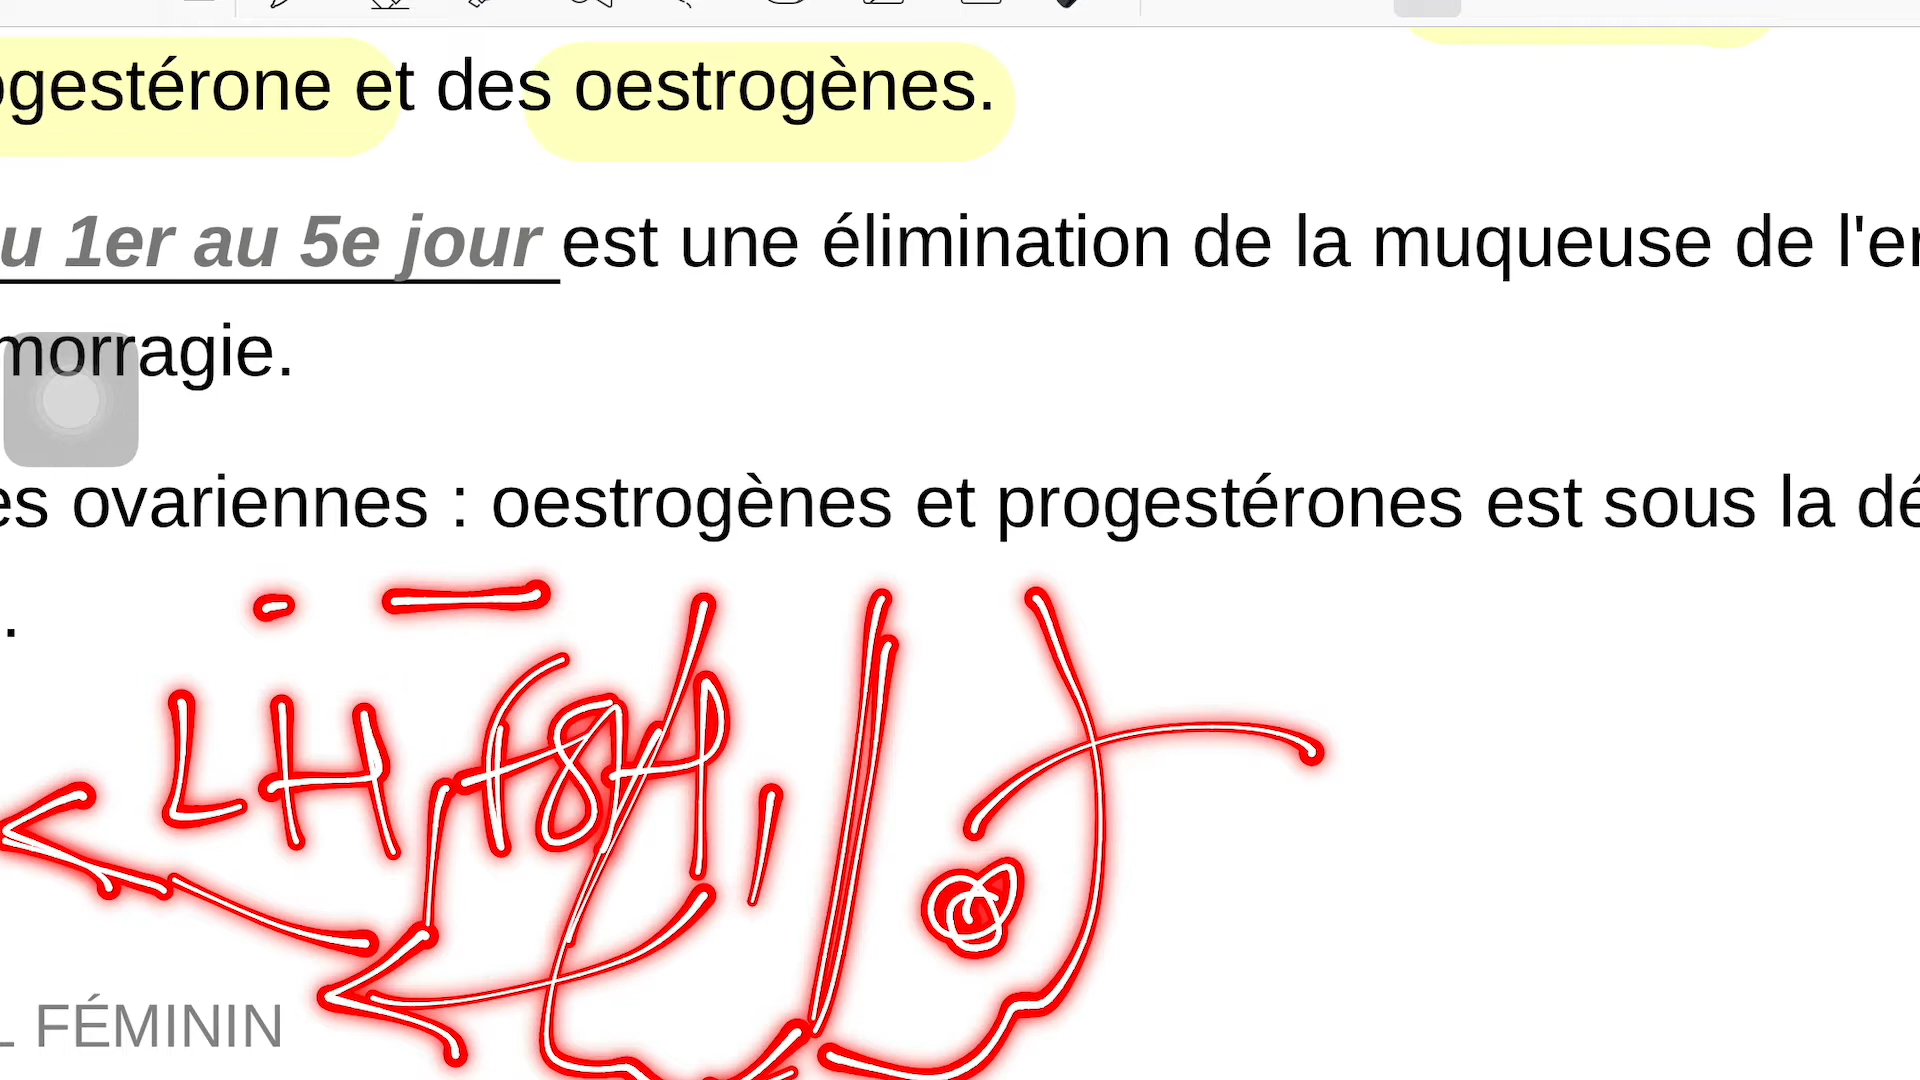 ogestérone et des oestrogènes.
u 1er au 5e jour est une élimination de la muqueuse de l'er
morragie.
es ovariennes : oestrogènes et progestérones est sous la dé
.
LH, FSH,
L FÉMININ